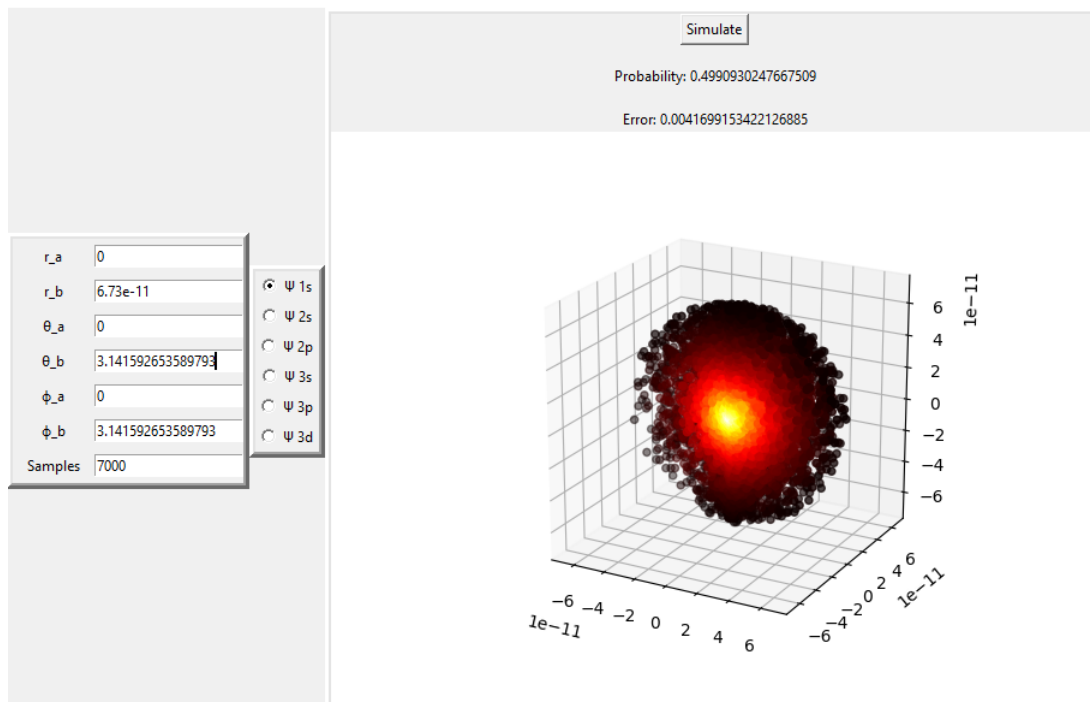 Simulate
Probability: 0.4990930247667509
Error: 0.0041699153422126885
r_a 0
r_b 6.73e-11
θ_a 0
θ_b 3.141592653589793
ϕ_a 0
ϕ_b 3.141592653589793
Samples 7000
Ψ 1s
Ψ 2s
Ψ 2p
Ψ 3s
Ψ 3p
Ψ 3d
1e−11
6
4
2
0
−2
−4
−6
−6 −4 −2 0 2 4 6
1e−11
−6 −4 −2 0 2 4 6
1e−11